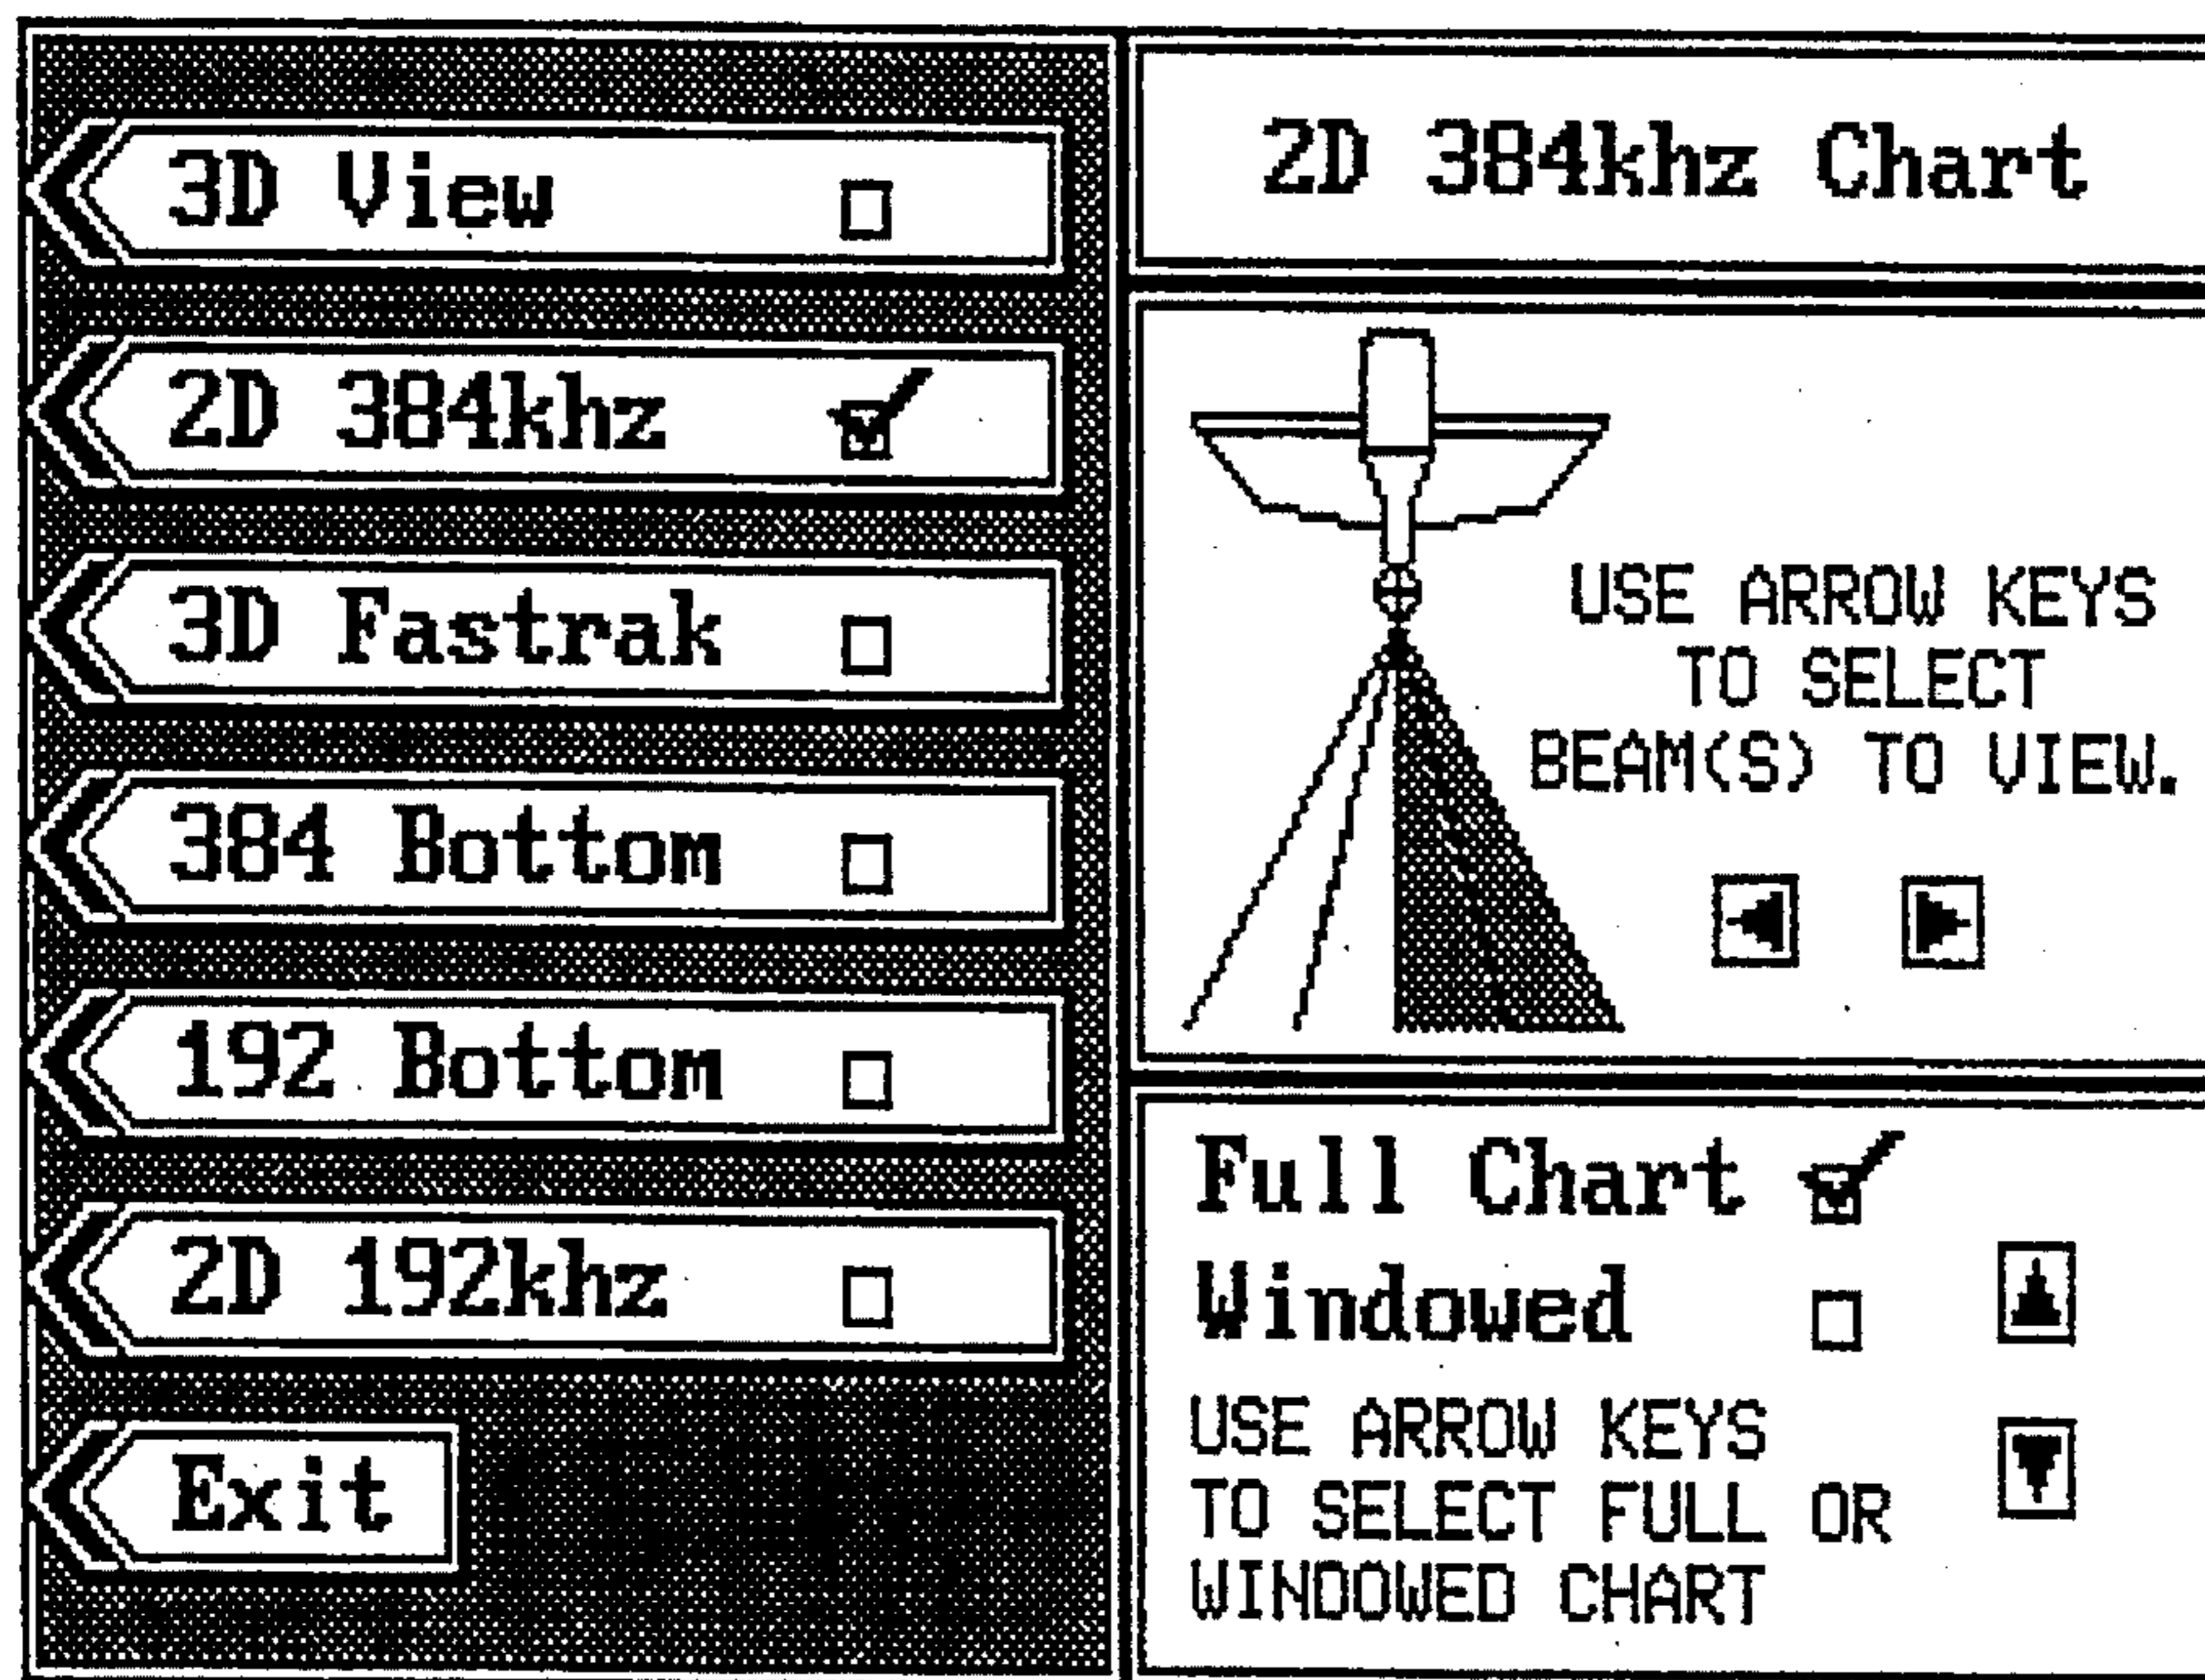 3D View
2D 384khz
3D Fastrak
384 Bottom
192 Bottom
2D 192khz
Exit
2D 384khz Chart
USE ARROW KEYS
TO SELECT
BEAM(S) TO VIEW.
Full Chart
Windowed
USE ARROW KEYS
TO SELECT FULL OR
WINDOWED CHART